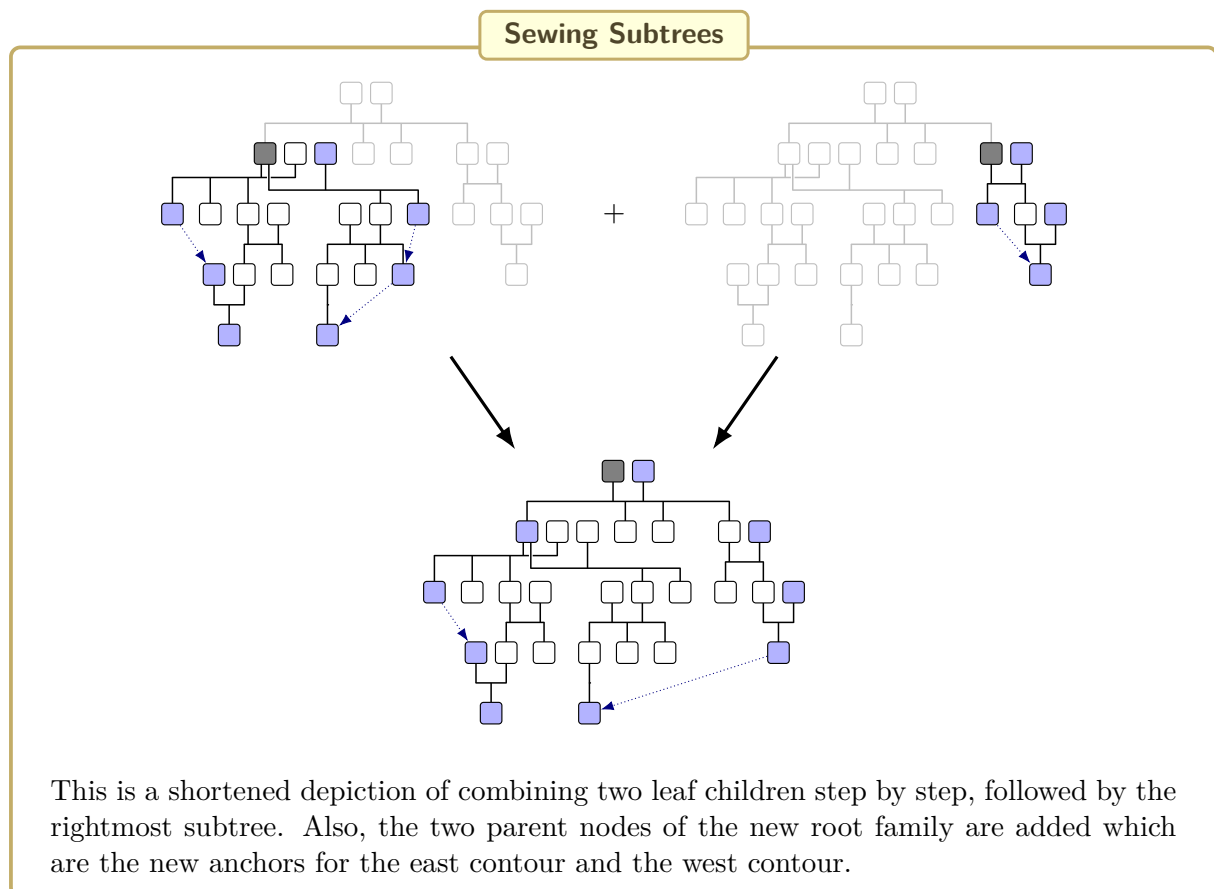 Sewing Subtrees
+
This is a shortened depiction of combining two leaf children step by step, followed by the
rightmost subtree. Also, the two parent nodes of the new root family are added which
are the new anchors for the east contour and the west contour.